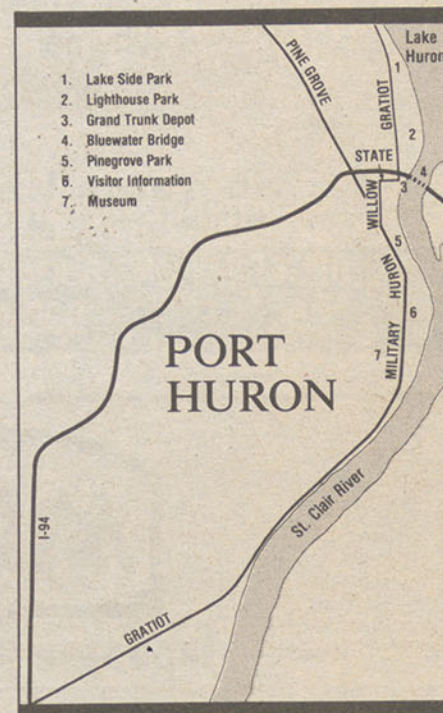 1. Lake Side Park
2. Lighthouse Park
3. Grand Trunk Depot
4. Bluewater Bridge
5. Pinegrove Park
6. Visitor Information
7. Museum
PINE GROVE
GRATIOT
1
Lake
Huron
2
STATE
4
3
WILLOW
5
HURON
6
MILITARY
7
PORT
HURON
St. Clair River
I-94
GRATIOT